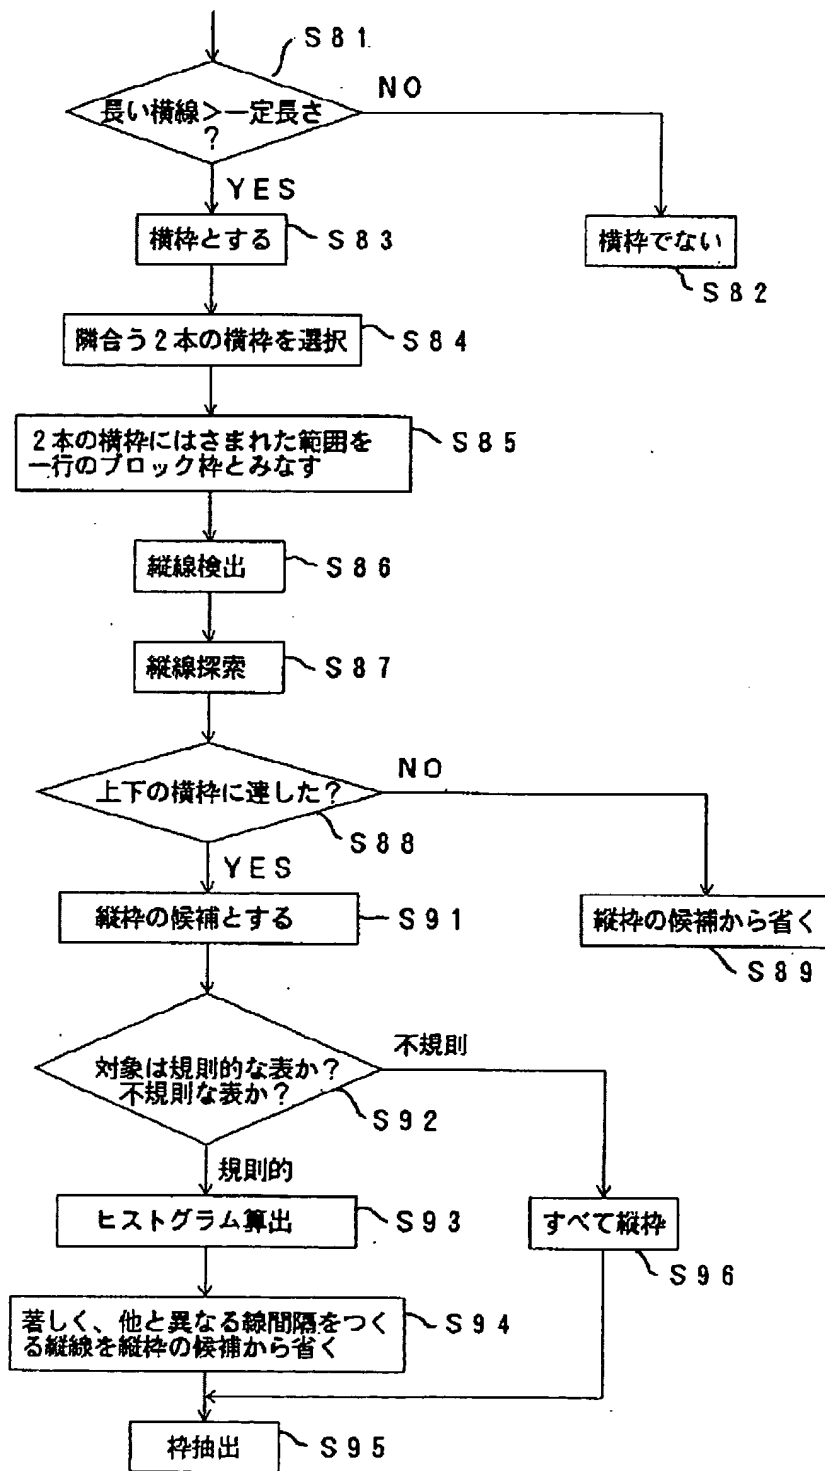 S81
長い横線>一定長さ
?
NO
YES
横枠とする
S83
横枠でない
S82
隣合う2本の横枠を選択
S84
2本の横枠にはさまれた範囲を
一行のブロック枠とみなす
S85
縦線検出
S86
縦線探索
S87
上下の横枠に達した?
NO
S88
YES
縦枠の候補とする
S91
縦枠の候補から省く
S89
対象は規則的な表か?
不規則な表か?
不規則
S92
規則的
ヒストグラム算出
S93
すべて縦枠
S96
著しく、他と異なる線間隔をつく
る縦線を縦枠の候補から省く
S94
枠抽出
S95